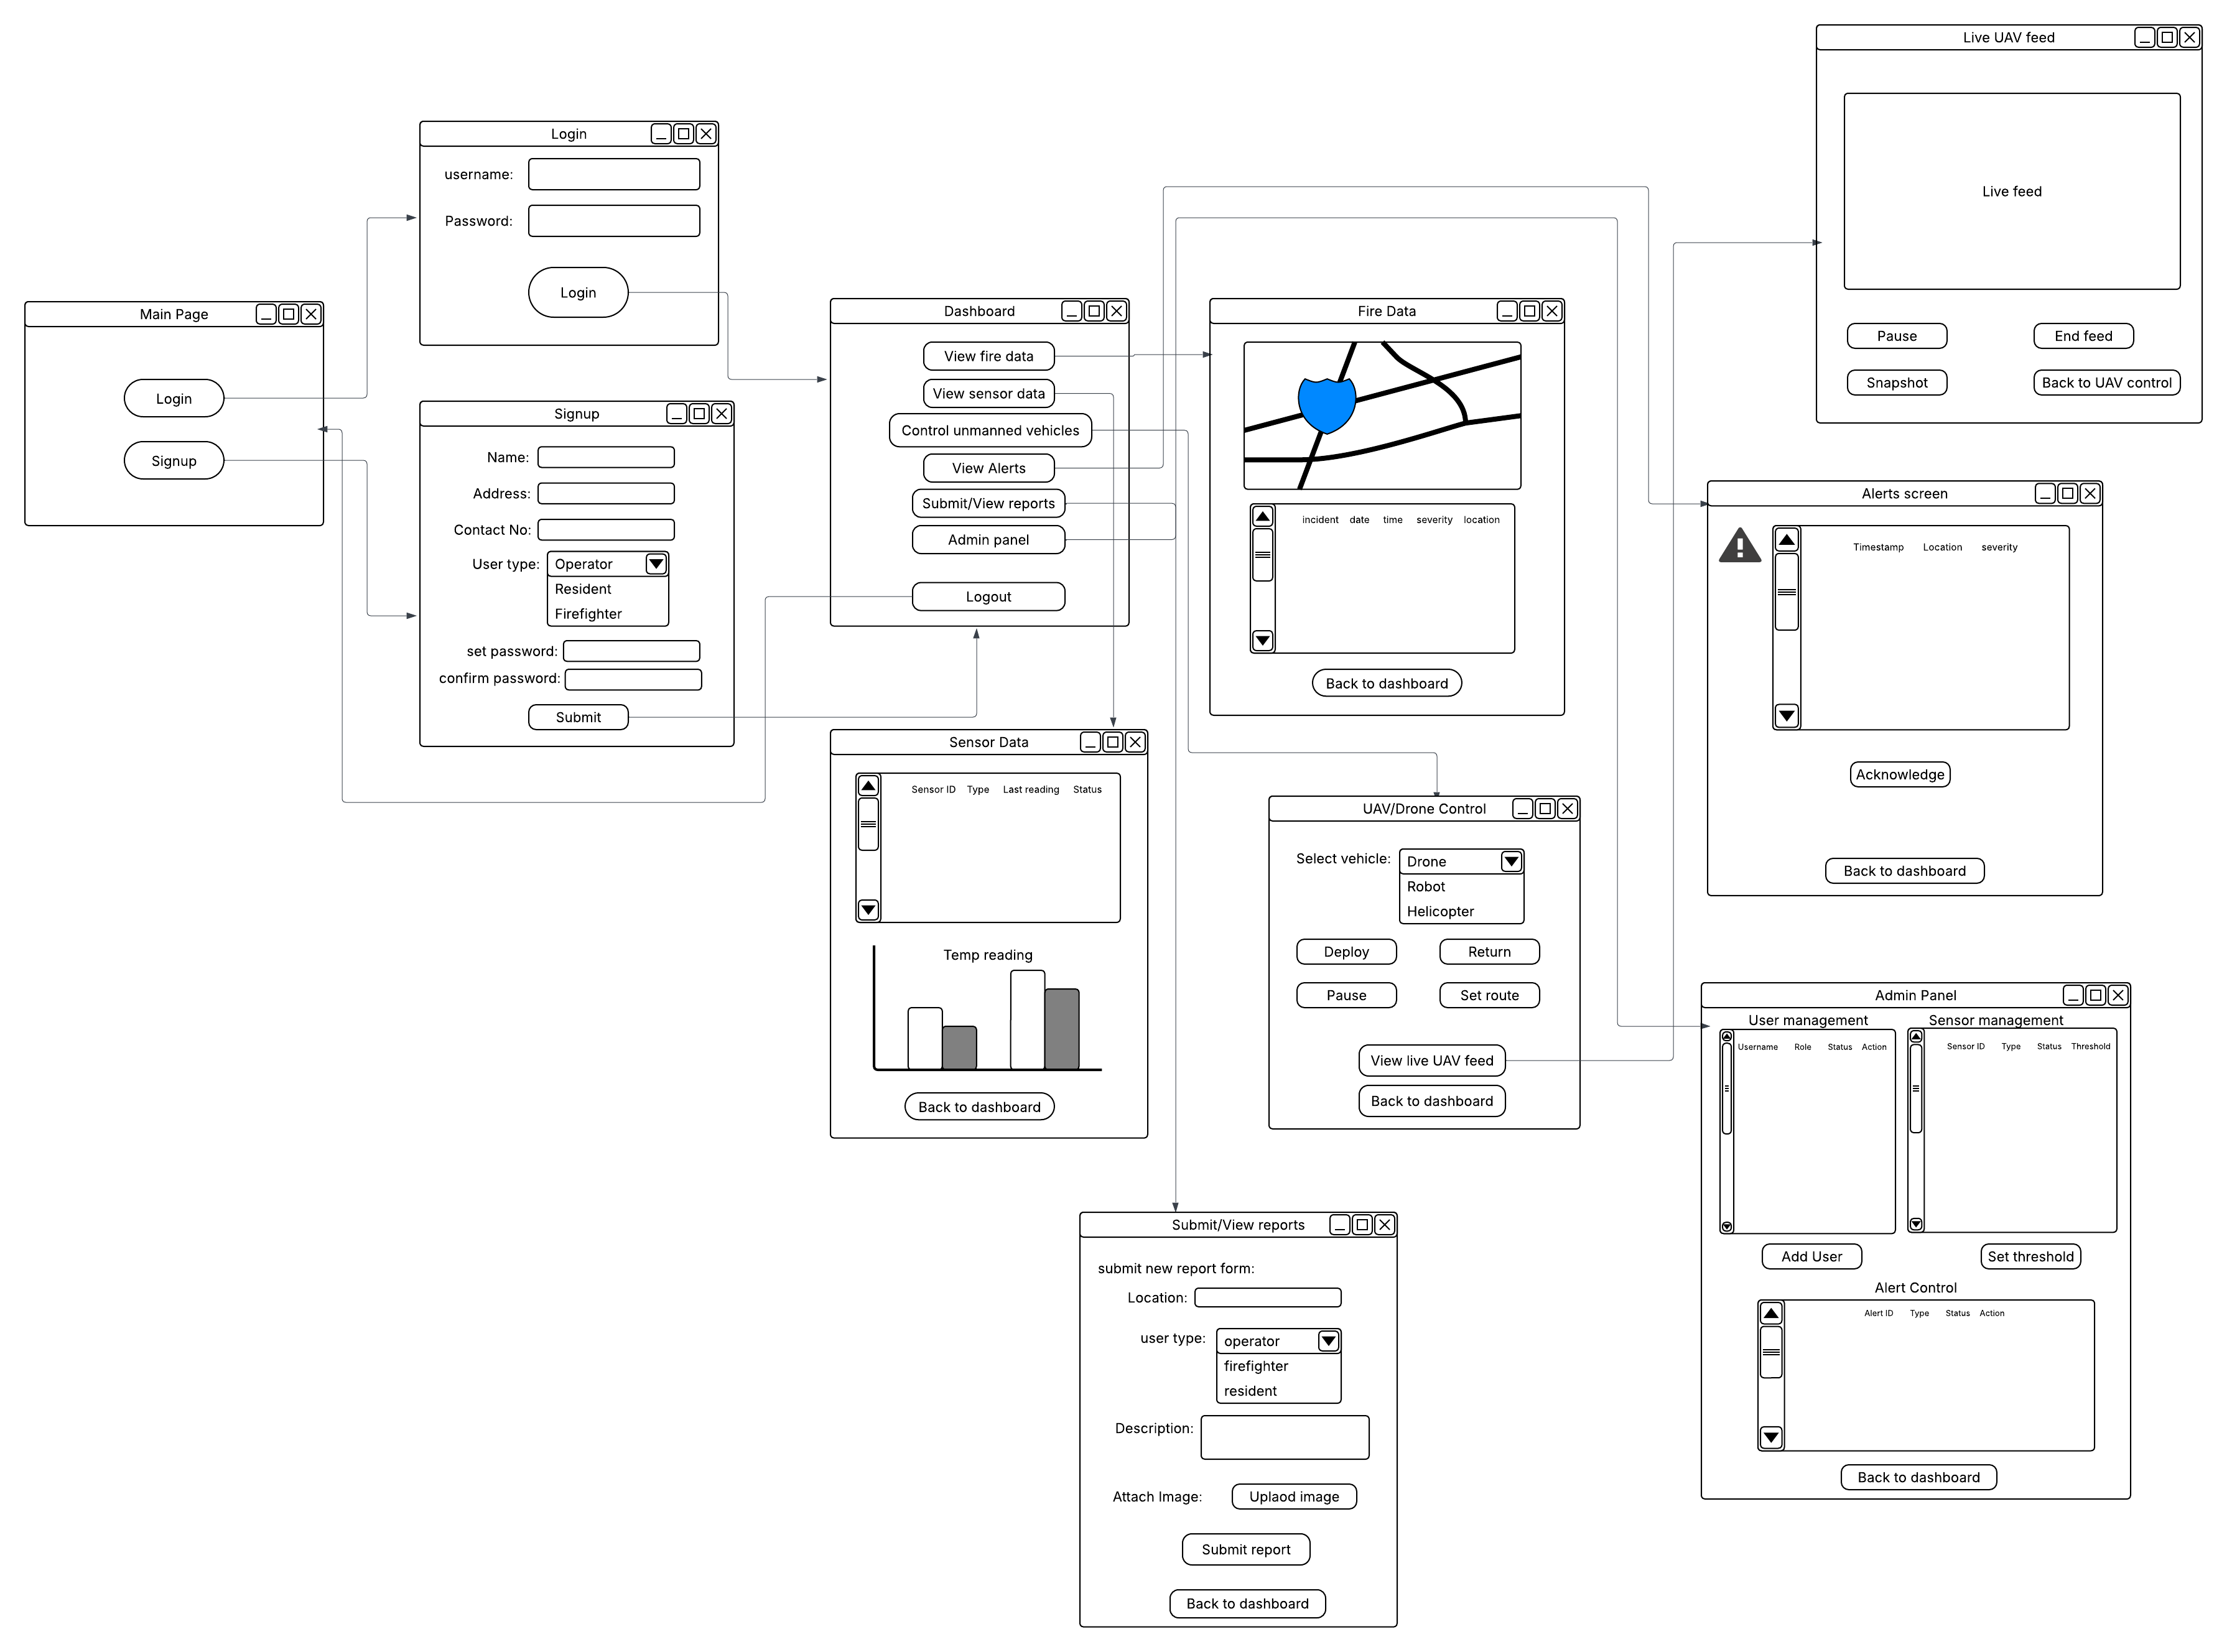 Main Page
Login
Signup
Login
username:
Password:
Login
Signup
Name:
Address:
Contact No:
User type:
Operator
Resident
Firefighter
set password:
confirm password:
Submit
Dashboard
View fire data
View sensor data
Control unmanned vehicles
View Alerts
Submit/View reports
Admin panel
Logout
Fire Data
incident date time severity location
Back to dashboard
Sensor Data
Sensor ID Type Last reading Status
Temp reading
Back to dashboard
UAV/Drone Control
Select vehicle:
Drone
Robot
Helicopter
Deploy
Return
Pause
Set route
View live UAV feed
Back to dashboard
Submit/View reports
submit new report form:
Location:
user type:
operator
firefighter
resident
Description:
Attach Image:
Uplaod image
Submit report
Back to dashboard
Live UAV feed
Live feed
Pause
End feed
Snapshot
Back to UAV control
Alerts screen
Timestamp Location severity
Acknowledge
Back to dashboard
Admin Panel
User management
Username Role Status Action
Add User
Sensor management
Sensor ID Type Status Threshold
Set threshold
Alert Control
Alert ID Type Status Action
Back to dashboard